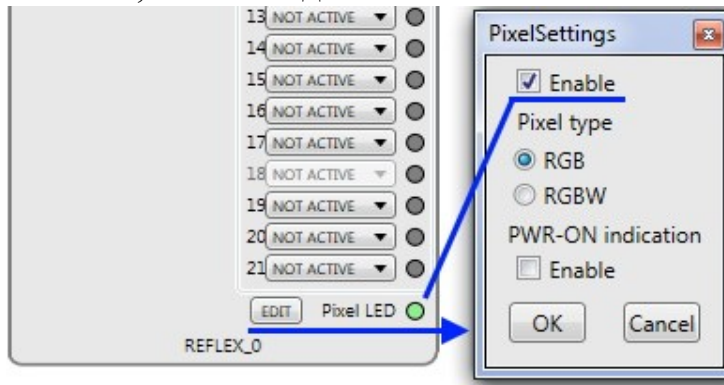 13 NOT ACTIVE
14 NOT ACTIVE
15 NOT ACTIVE
16 NOT ACTIVE
17 NOT ACTIVE
18 NOT ACTIVE
19 NOT ACTIVE
20 NOT ACTIVE
21 NOT ACTIVE
EDIT Pixel LED
REFLEX_0
PixelSettings
Enable
Pixel type
RGB
RGBW
PWR-ON indication
Enable
OK Cancel